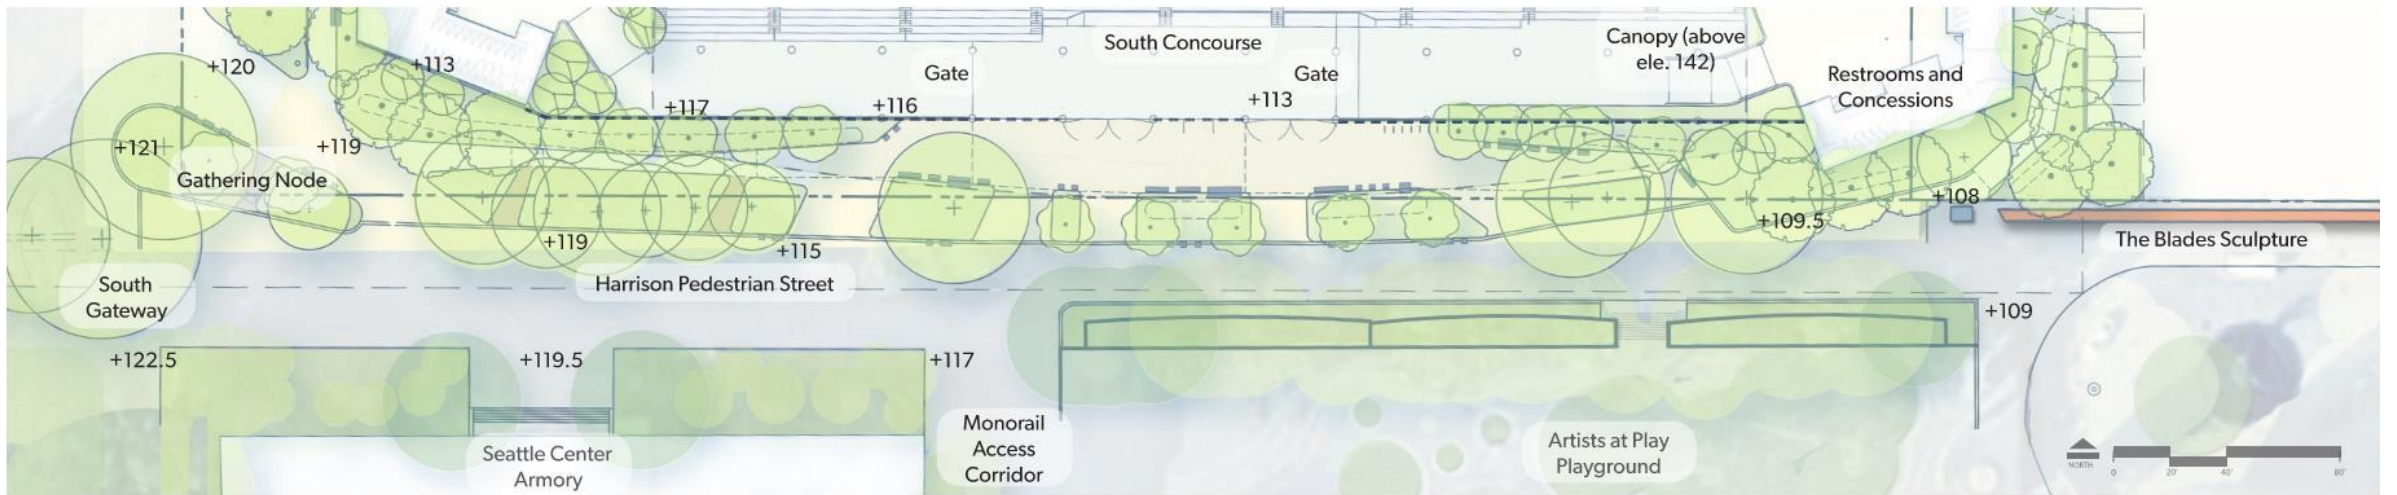 South Concourse
Canopy (above
ele. 142)
+120
+113
Gate
Gate
Restrooms and
Concessions
+117
+116
+113
+121
+119
Gathering Node
+108
+109.5
+119
+115
The Blades Sculpture
South
Gateway
Harrison Pedestrian Street
+109
+122.5
+119.5
+117
Monorail
Access
Corridor
Seattle Center
Armory
Artists at Play
Playground
NORTH
0 20' 40' 80'